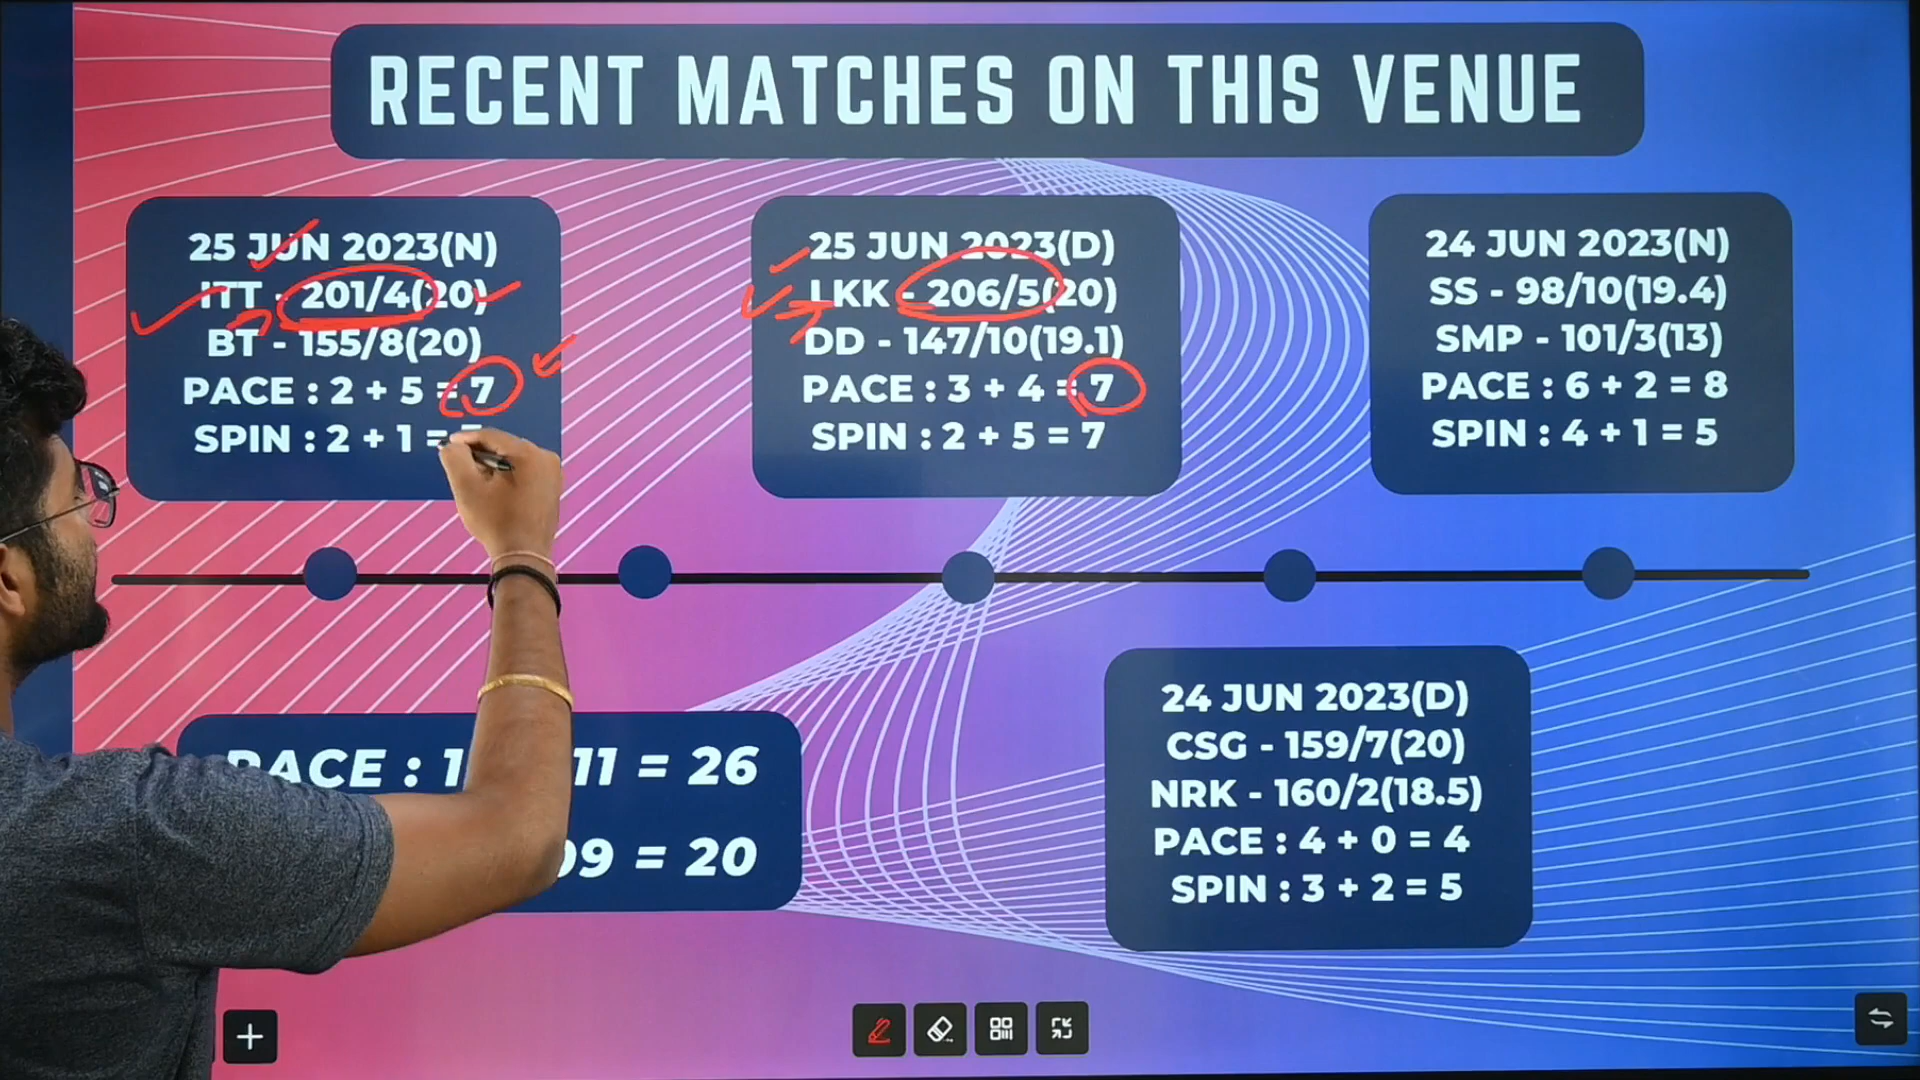 RECENT MATCHES ON THIS VENUE
25 JUN 2023(N)
ITT - 201/4(20)
BT - 155/8(20)
PACE : 2 + 5 = 7
SPIN : 2 + 1 =
25 JUN 2023(D)
LKK - 206/5(20)
DD - 147/10(19.1)
PACE : 3 + 4 = 7
SPIN : 2 + 5 = 7
24 JUN 2023(N)
SS - 98/10(19.4)
SMP - 101/3(13)
PACE : 6 + 2 = 8
SPIN : 4 + 1 = 5
PACE : 11 = 26
09 = 20
24 JUN 2023(D)
CSG - 159/7(20)
NRK - 160/2(18.5)
PACE : 4 + 0 = 4
SPIN : 3 + 2 = 5